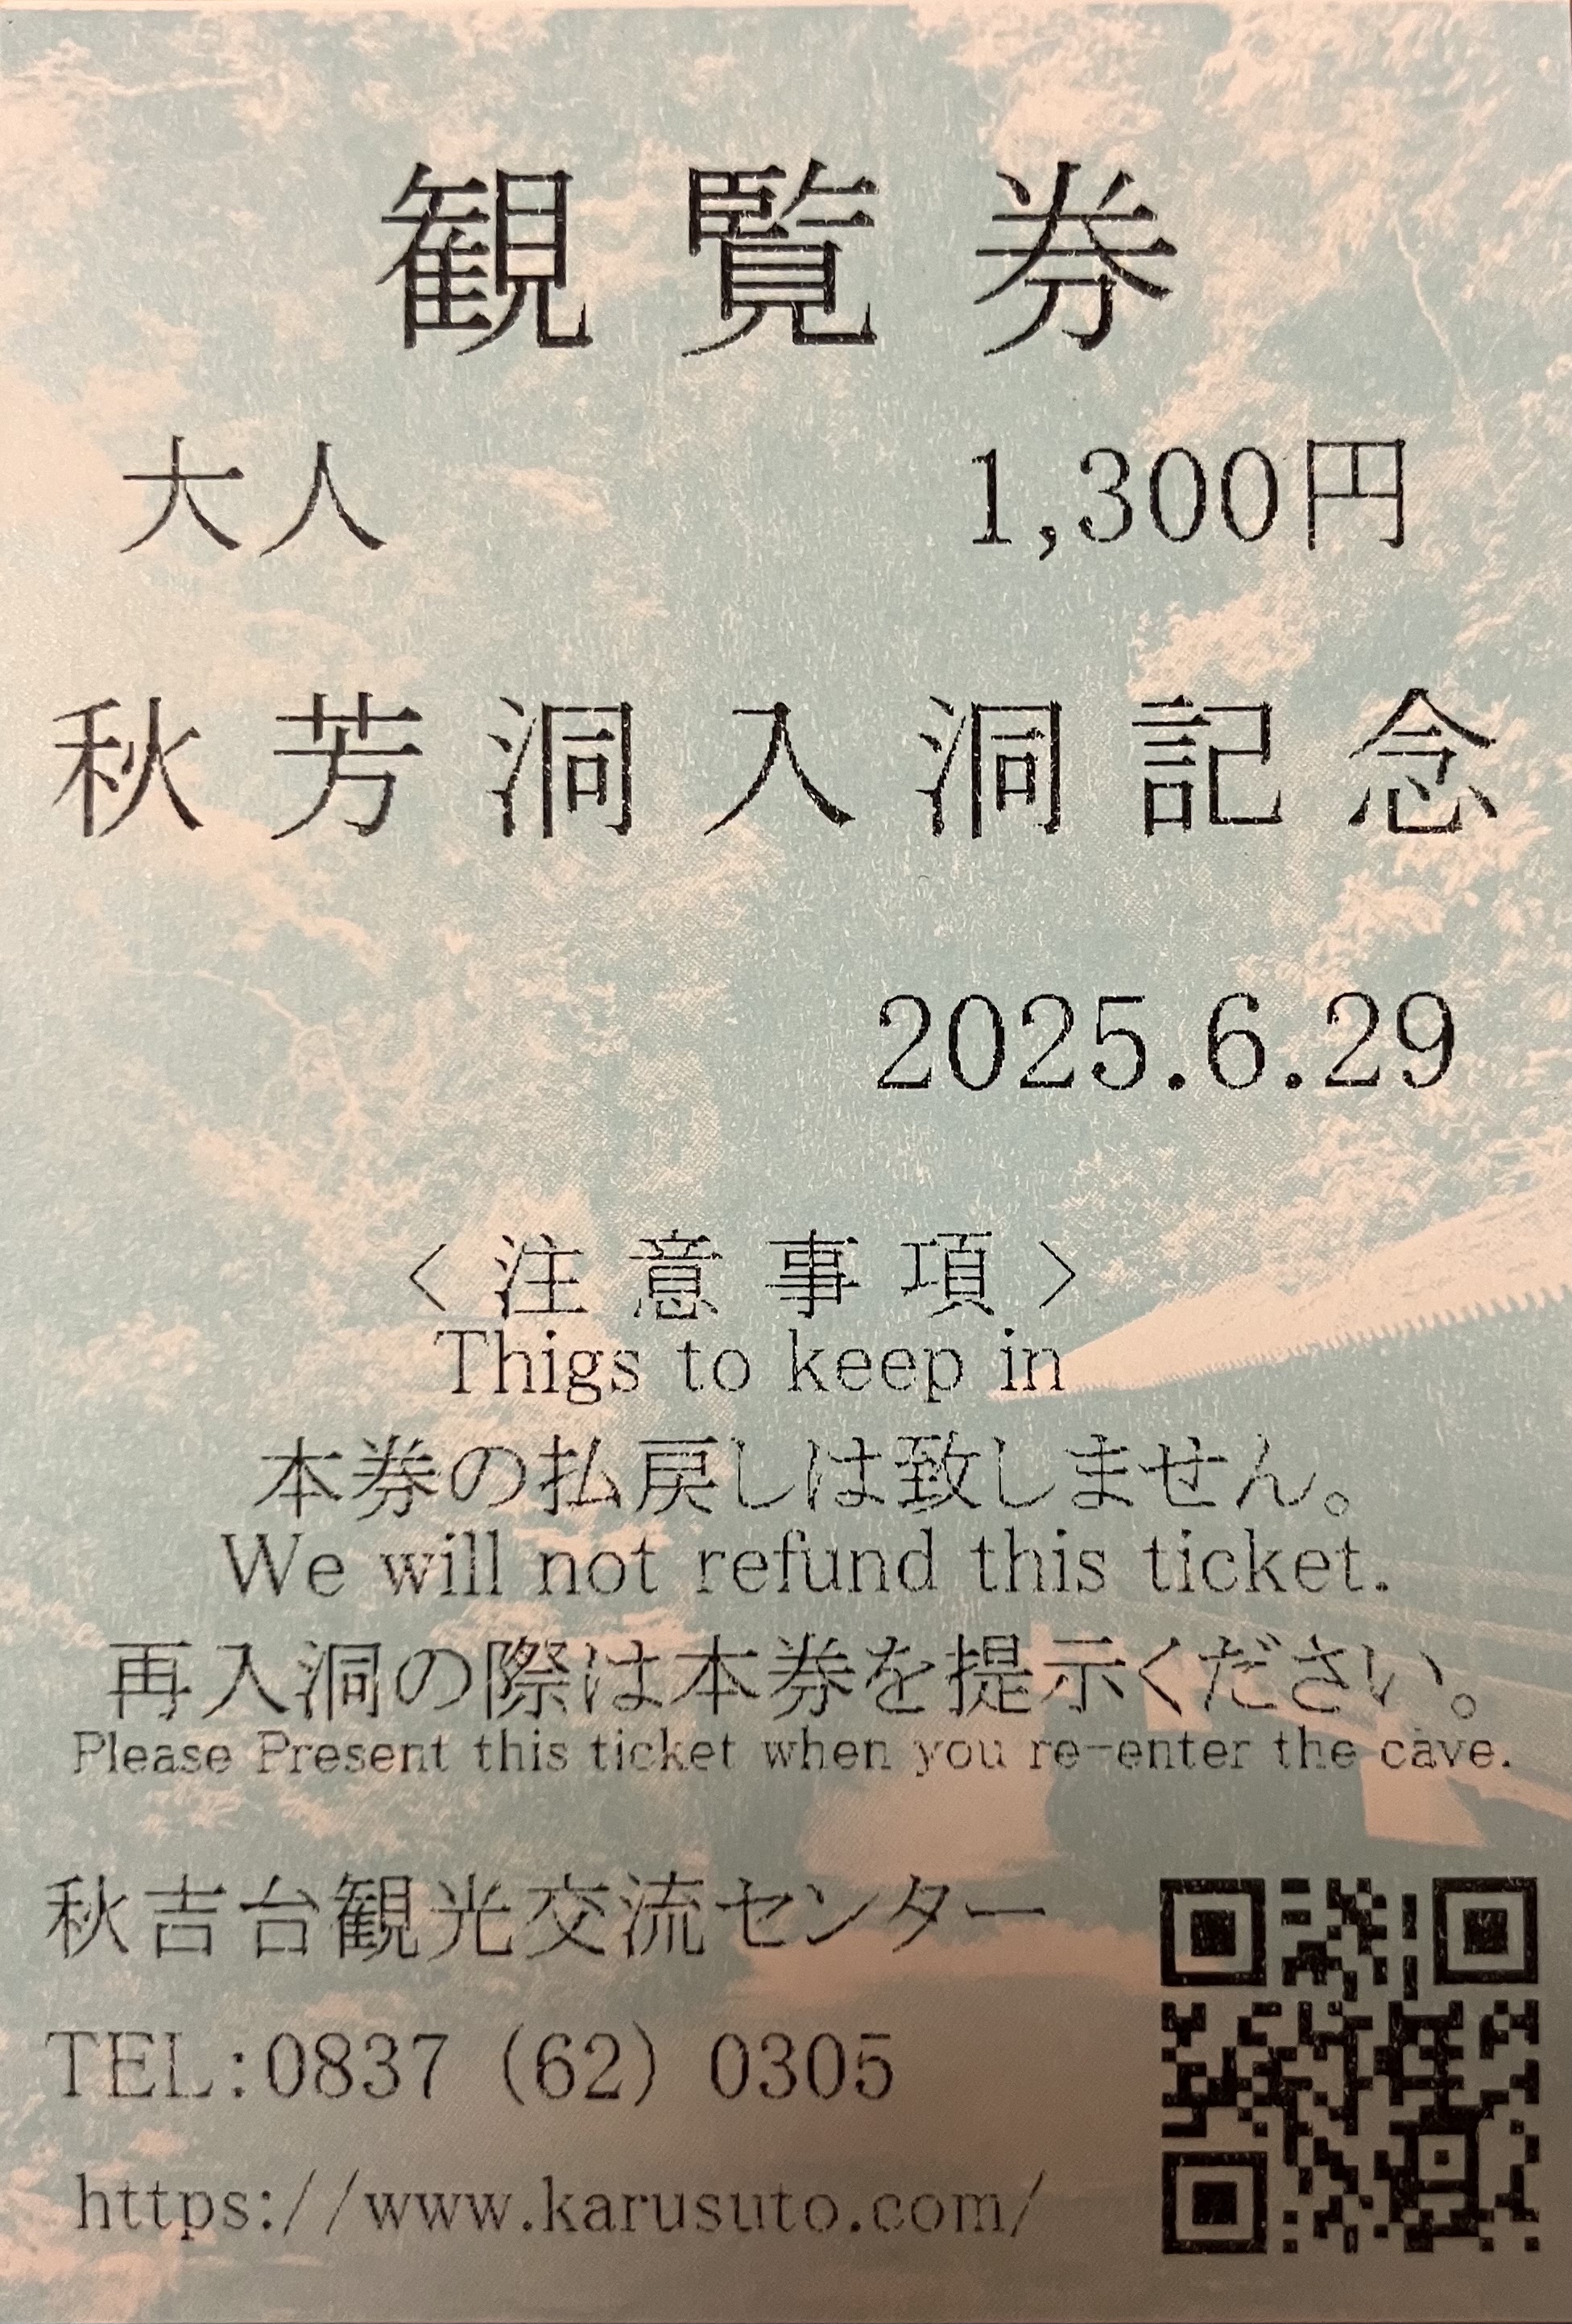 観覧券
大人 1,300円
秋芳洞入洞記念
2025.6.29
＜注意事項＞
Thigs to keep in
本券の払戻しは致しません。
We will not refund this ticket.
再入洞の際は本券を提示ください。
Please Present this ticket when you re-enter the cave.
秋吉台観光交流センター
TEL:0837（62）0305
https://www.karusuto.com/